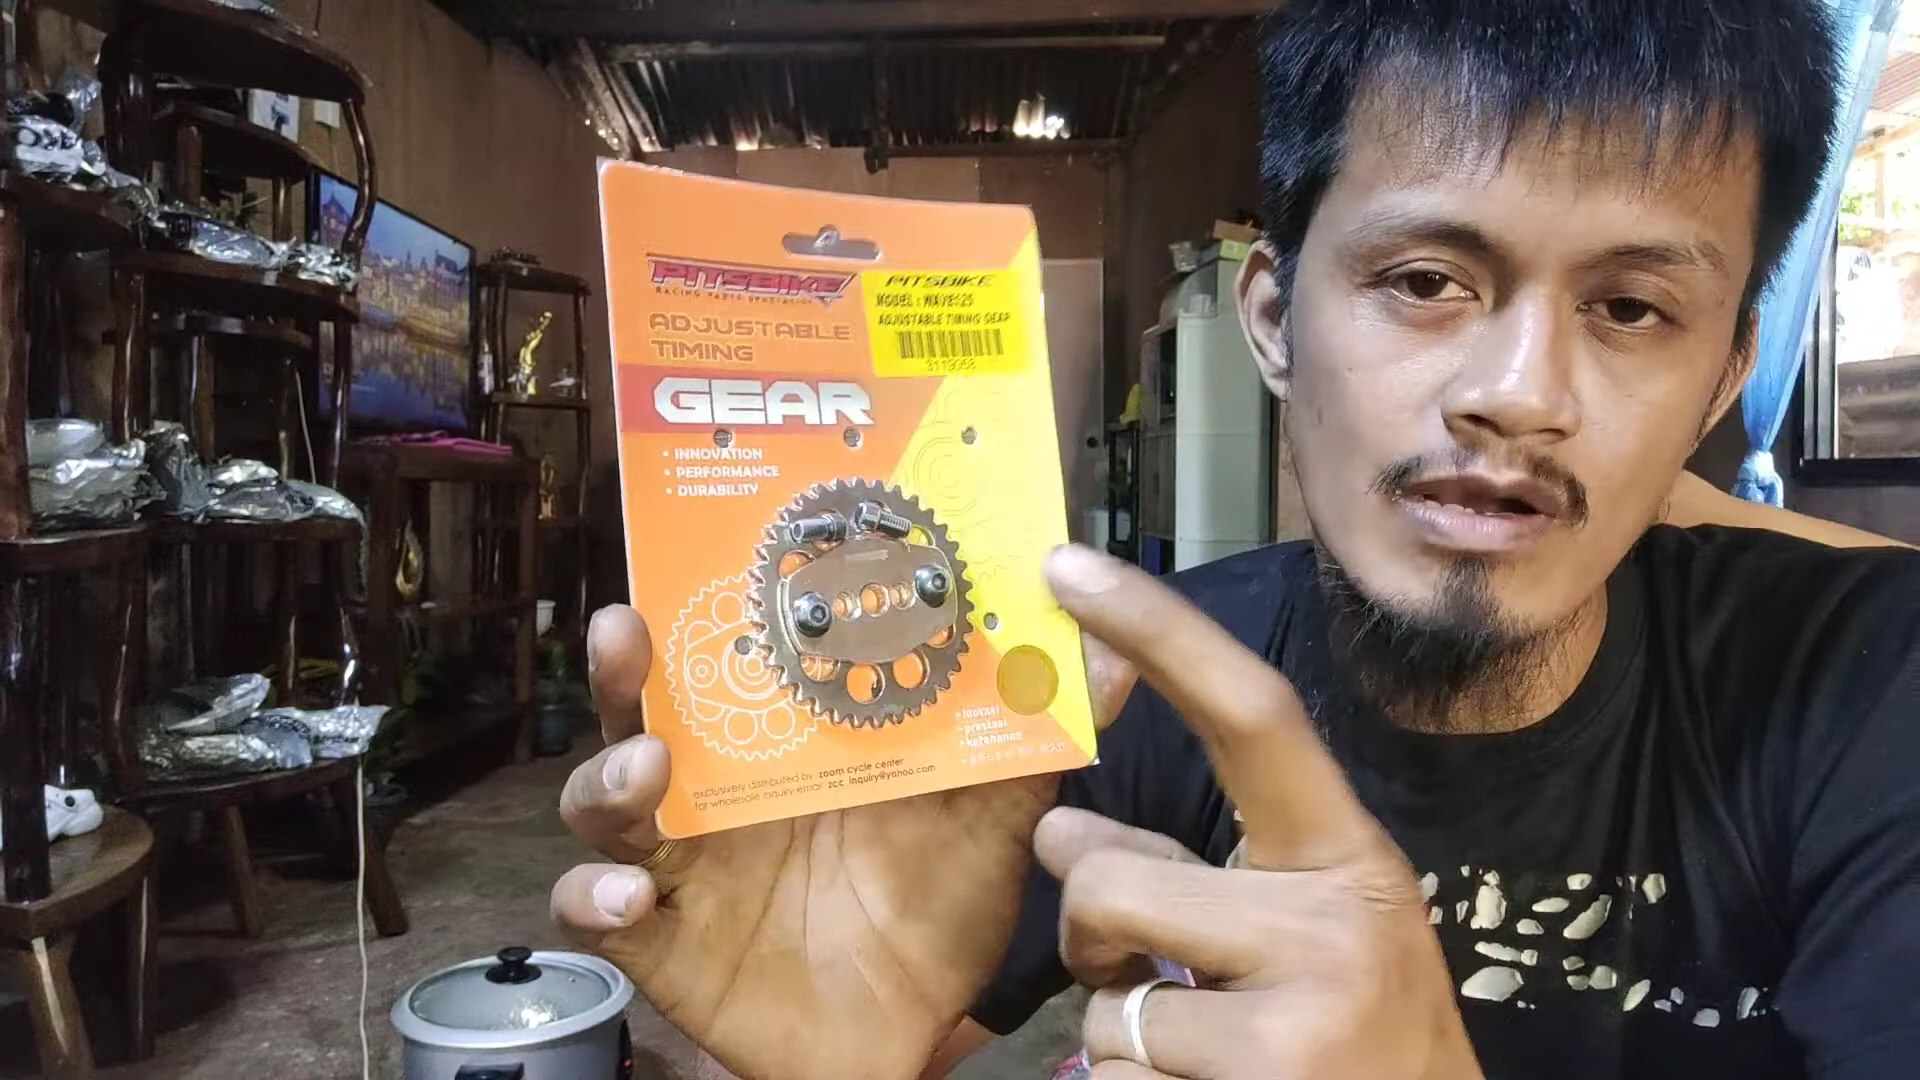 PITSBIKE
RACING PARTS SPECIALIST
ADJUSTABLE
TIMING
GEAR
• INNOVATION
• PERFORMANCE
• DURABILITY
PITSBIKE
MODEL : WAVE125
ADJUSTABLE TIMING GEAR
3119058
• inovasi
• prestasi
• ketahanan
exclusively distributed by zoom cycle center
for wholesale inquiry email zcc_inquiry@yahoo.com